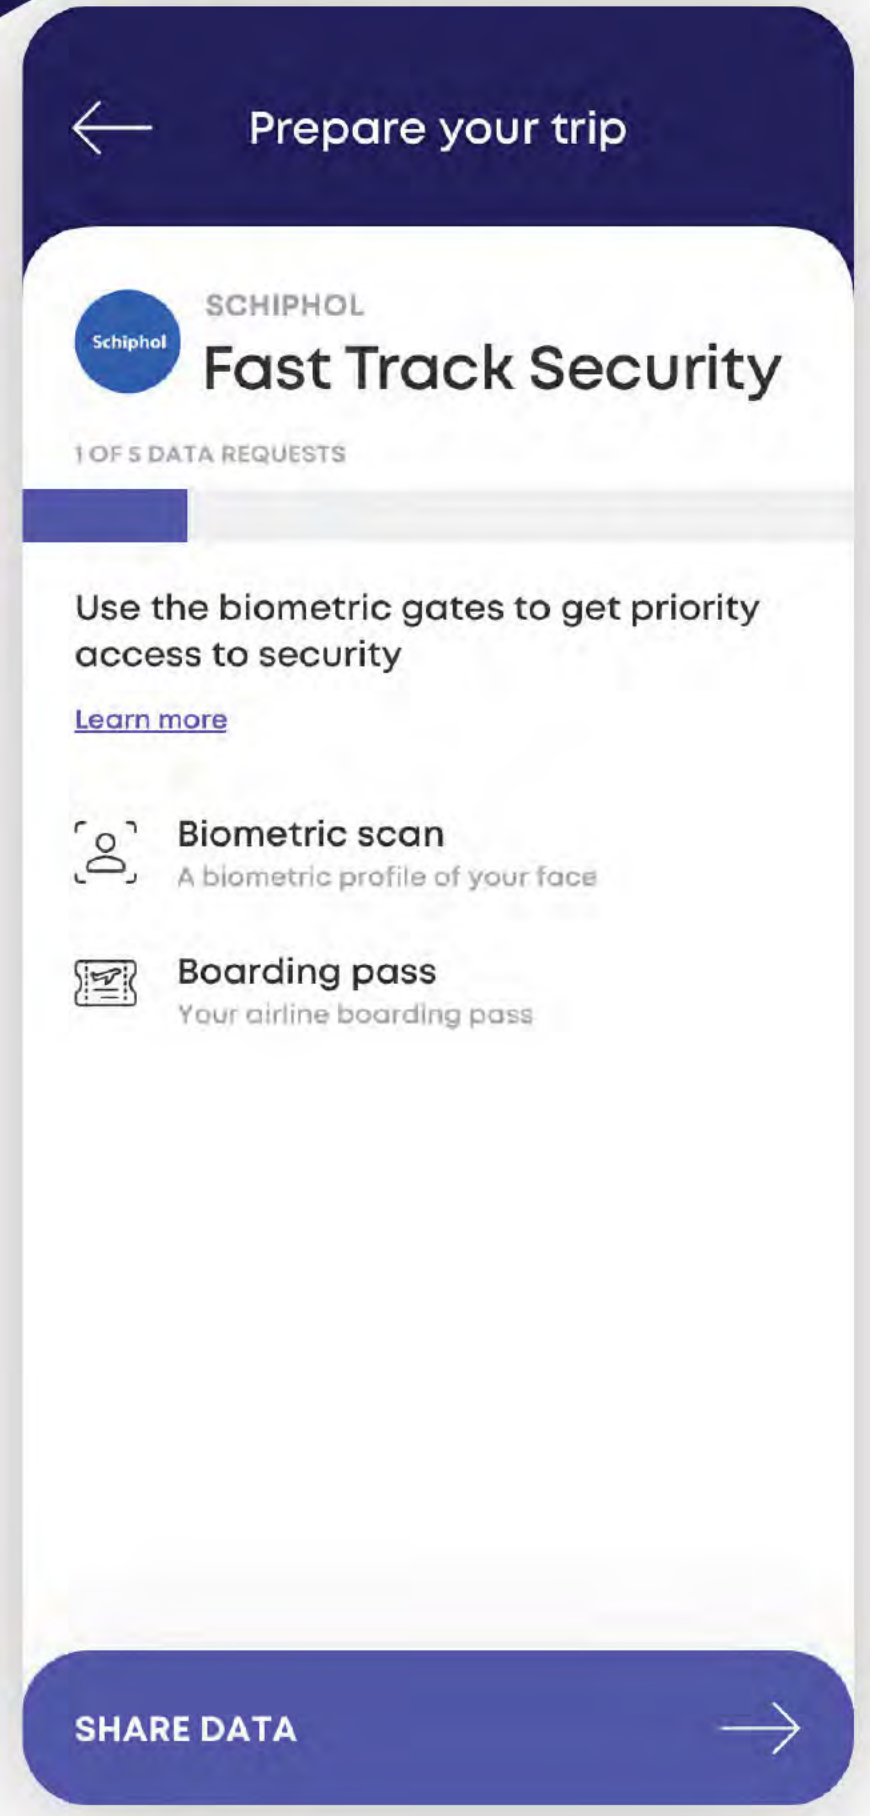 Prepare your trip
Schiphol
SCHIPHOL
Fast Track Security
1 OF 5 DATA REQUESTS
Use the biometric gates to get priority
access to security
Learn more
Biometric scan
A biometric profile of your face
Boarding pass
Your airline boarding pass
SHARE DATA